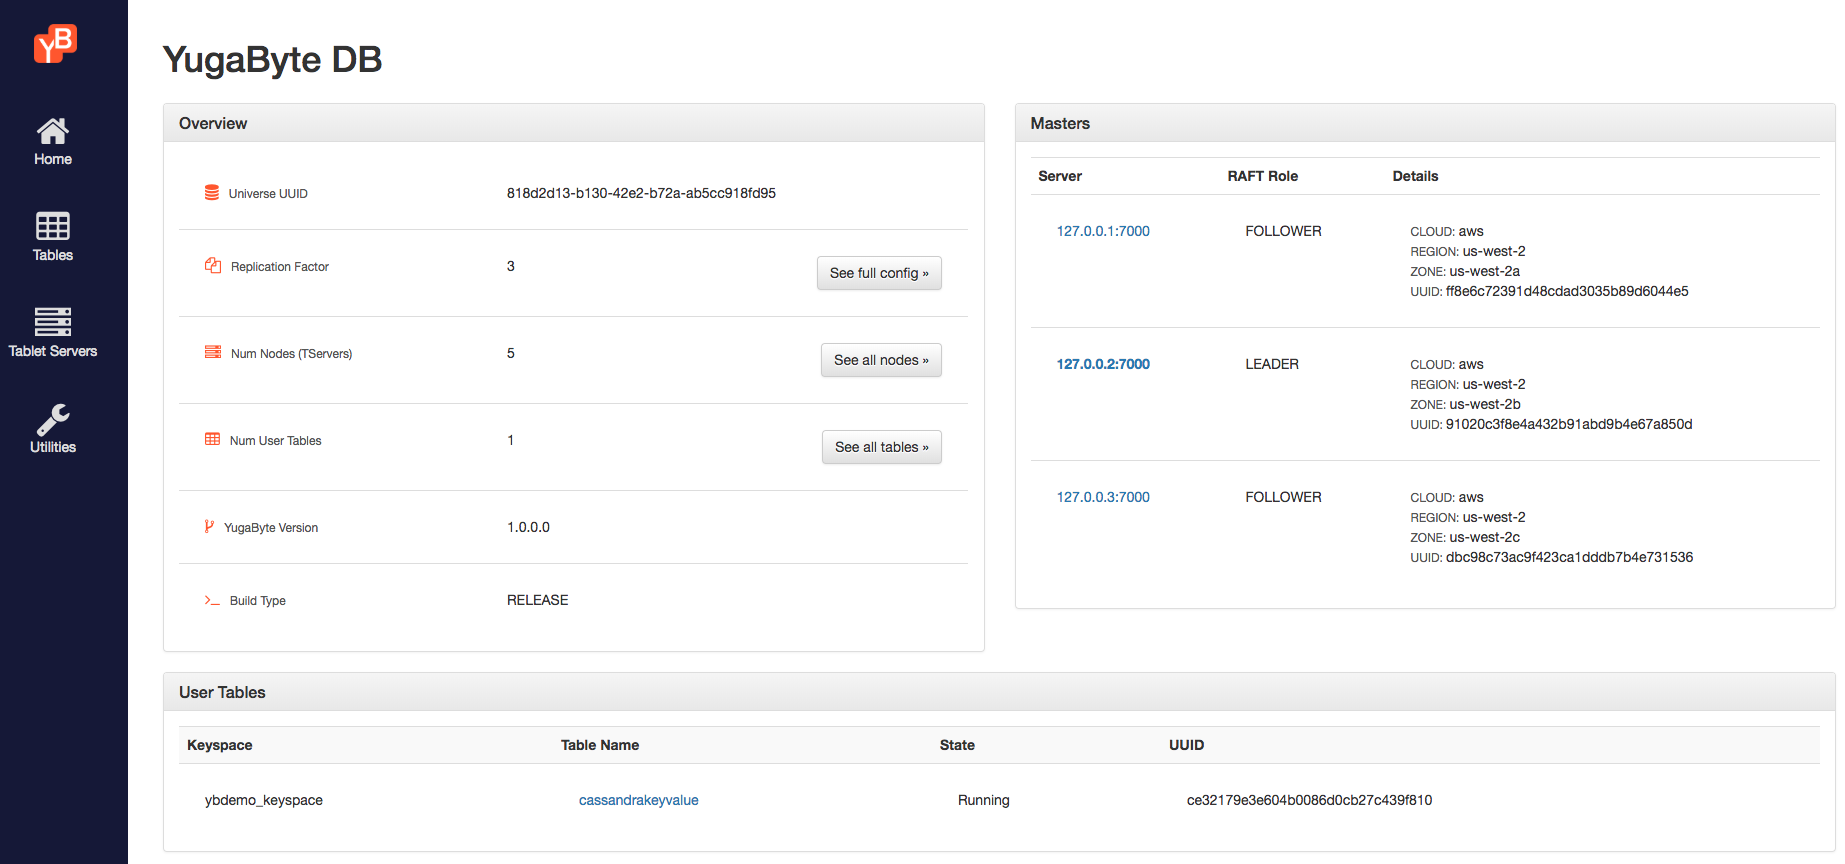 YB
Home
Tables
Tablet Servers
Utilities
YugaByte DB
Overview
Universe UUID 818d2d13-b130-42e2-b72a-ab5cc918fd95
Replication Factor 3 See full config »
Num Nodes (TServers) 5 See all nodes »
Num User Tables 1 See all tables »
YugaByte Version 1.0.0.0
Build Type RELEASE
Masters
Server RAFT Role Details
127.0.0.1:7000 FOLLOWER CLOUD: aws
REGION: us-west-2
ZONE: us-west-2a
UUID: ff8e6c72391d48cdad3035b89d6044e5
127.0.0.2:7000 LEADER CLOUD: aws
REGION: us-west-2
ZONE: us-west-2b
UUID: 91020c3f8e4a432b91abd9b4e67a850d
127.0.0.3:7000 FOLLOWER CLOUD: aws
REGION: us-west-2
ZONE: us-west-2c
UUID: dbc98c73ac9f423ca1dddb7b4e731536
User Tables
Keyspace Table Name State UUID
ybdemo_keyspace cassandrakeyvalue Running ce32179e3e604b0086d0cb27c439f810